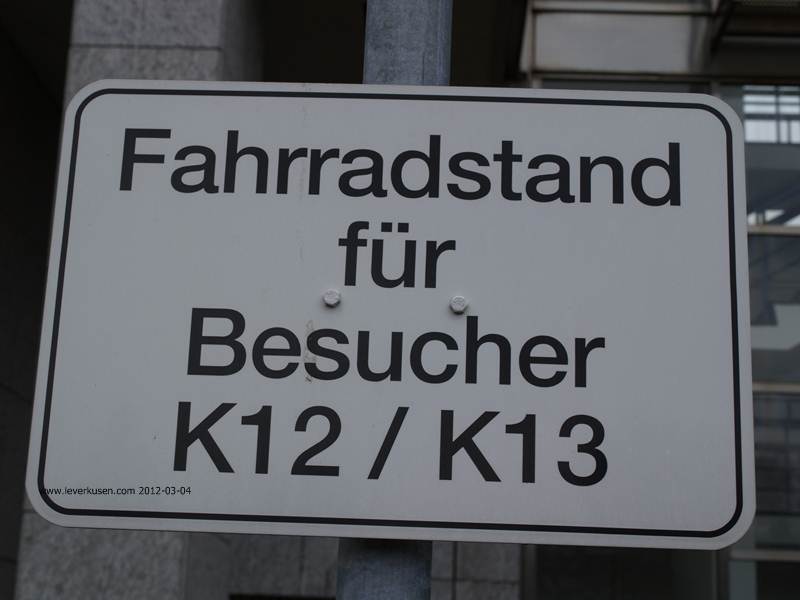 Fahrradstand
für
Besucher
K12 / K13
www.leverkusen.com 2012-03-04